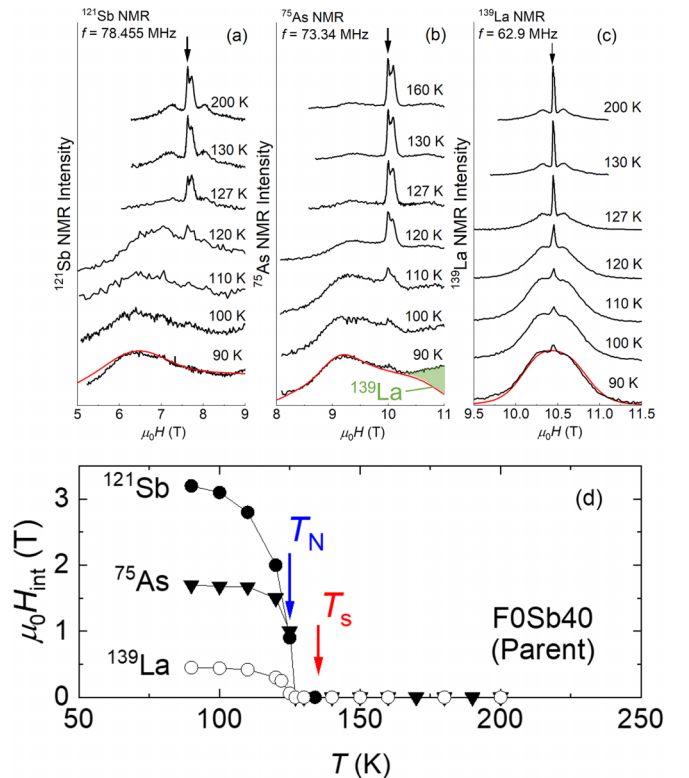 121Sb NMR
f = 78.455 MHz
(a)
200 K
130 K
127 K
120 K
110 K
100 K
90 K
121Sb NMR Intensity
5 6 7 8 9
μ0H (T)
75As NMR
f = 73.34 MHz
(b)
160 K
130 K
127 K
120 K
110 K
100 K
90 K
139La
75As NMR Intensity
8 9 10 11
μ0H (T)
139La NMR
f = 62.9 MHz
(c)
200 K
130 K
127 K
120 K
110 K
100 K
90 K
139La NMR Intensity
9.5 10.0 10.5 11.0 11.5
μ0H (T)
(d)
μ0Hint (T)
3
2
1
0
121Sb
75As
139La
TN
Ts
F0Sb40
(Parent)
50 100 150 200 250
T (K)